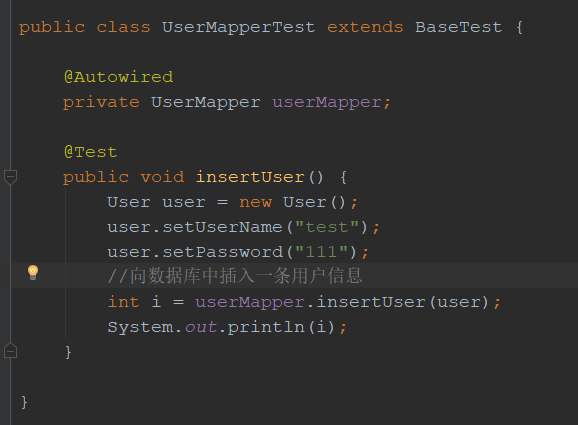 public class UserMapperTest extends BaseTest {
@Autowired
private UserMapper userMapper;
@Test
public void insertUser() {
User user = new User();
user.setUserName("test");
user.setPassword("111");
//向数据库中插入一条用户信息
int i = userMapper.insertUser(user);
System.out.println(i);
}
}